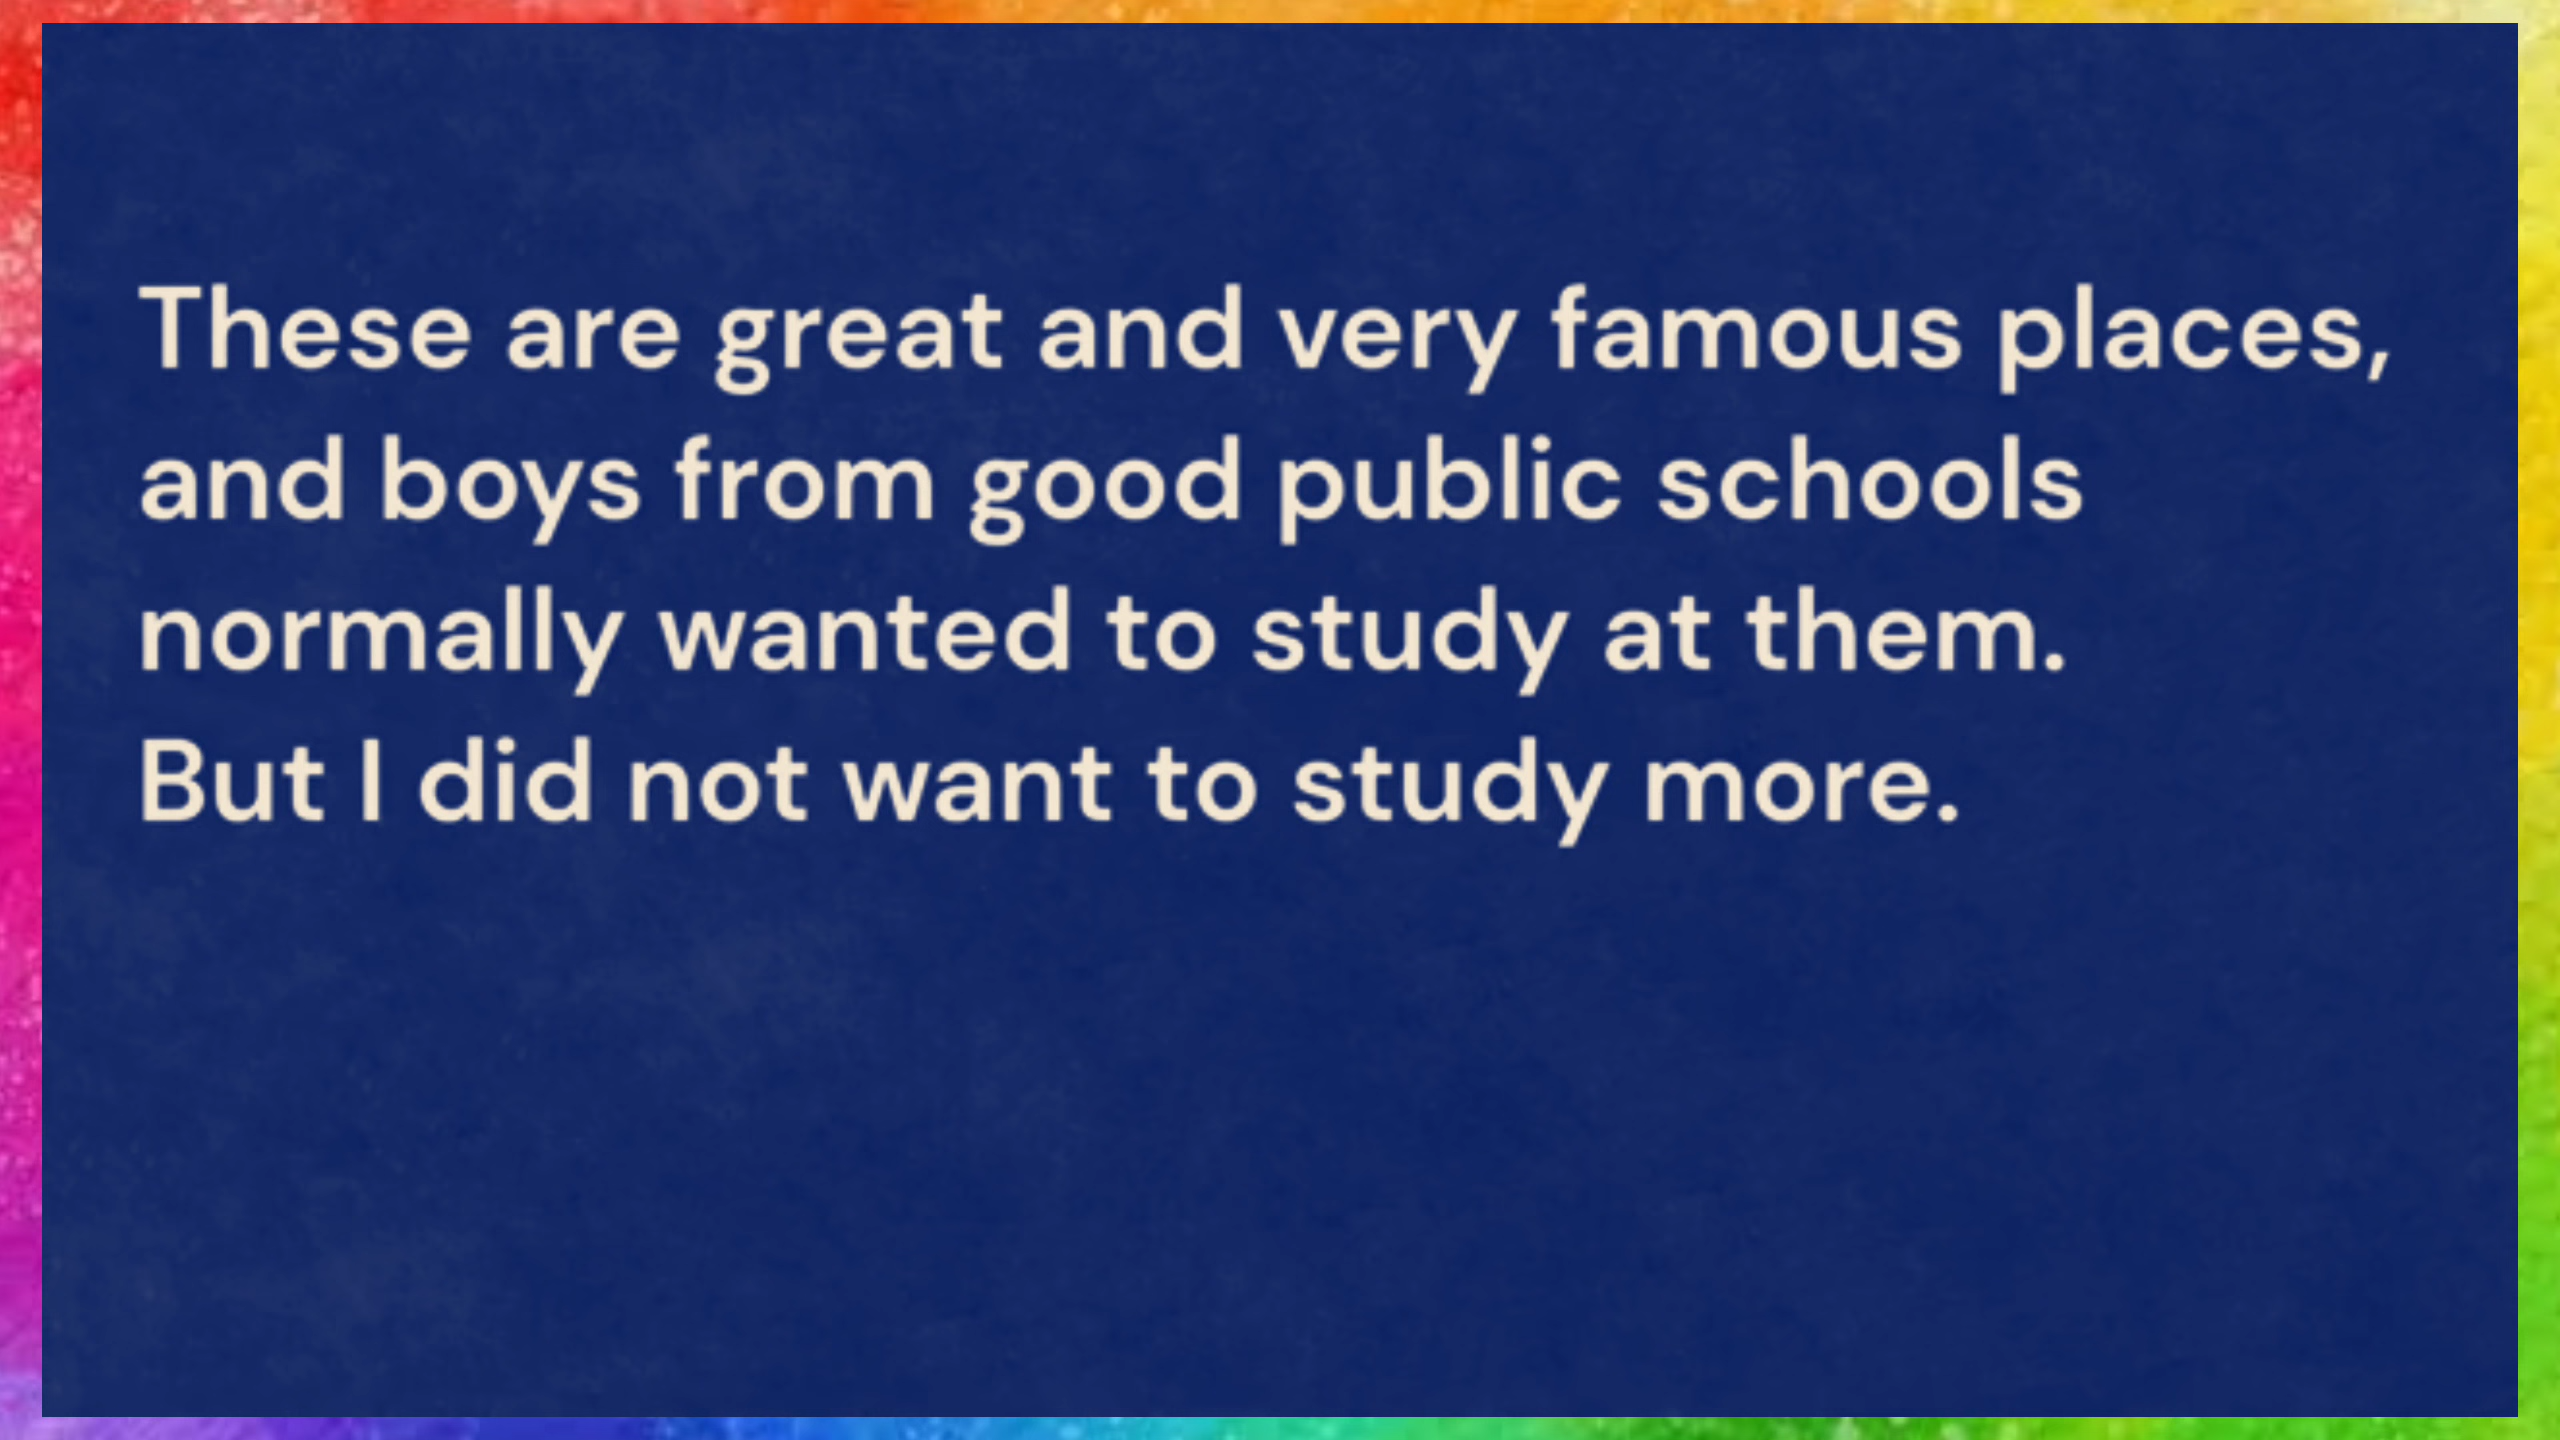 These are great and very famous places,
and boys from good public schools
normally wanted to study at them.
But I did not want to study more.